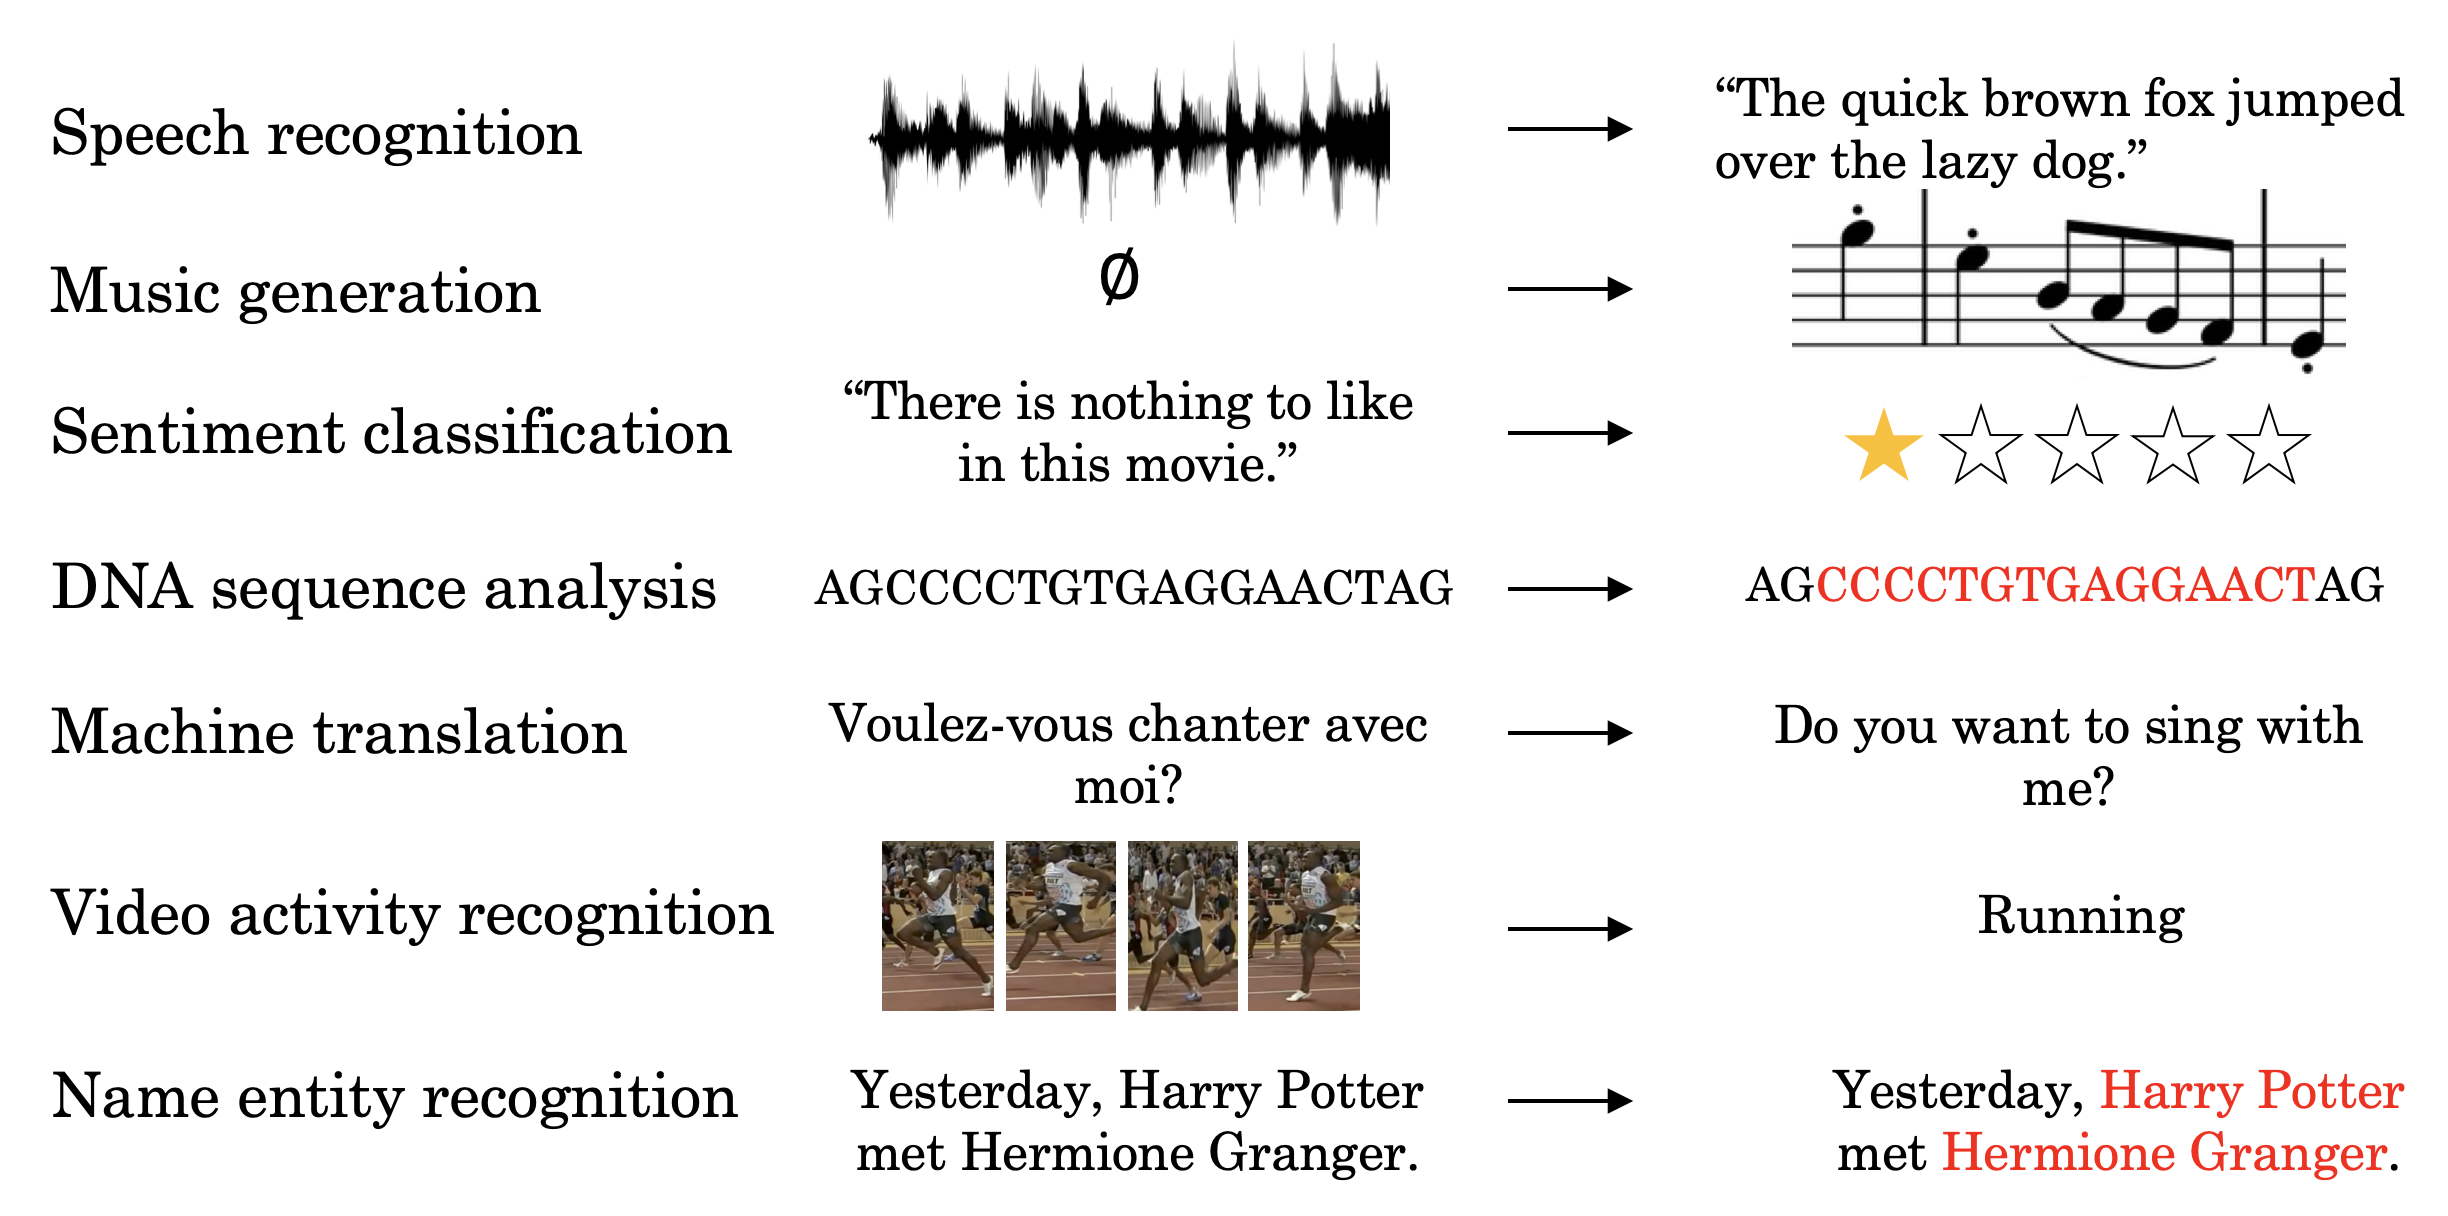 Speech recognition
“The quick brown fox jumped
over the lazy dog.”
Music generation
∅
Sentiment classification
“There is nothing to like
in this movie.”
DNA sequence analysis
AGCCCCTGTGAGGAACTAG
AGCCCCTGTGAGGAACTAG
Machine translation
Voulez-vous chanter avec
moi?
Do you want to sing with
me?
Video activity recognition
Running
Name entity recognition
Yesterday, Harry Potter
met Hermione Granger.
Yesterday, Harry Potter
met Hermione Granger.